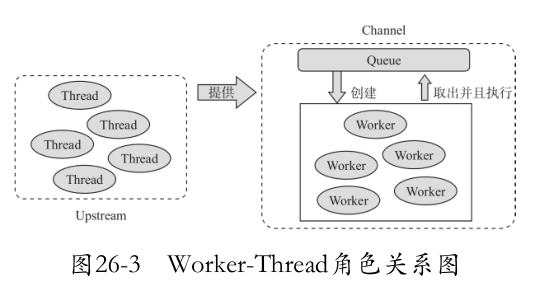 Channel
Queue
提供
创建
取出并且执行
Thread
Thread
Thread
Thread
Thread
Worker
Worker
Worker
Worker
Worker
Upstream
图26-3 Worker-Thread角色关系图